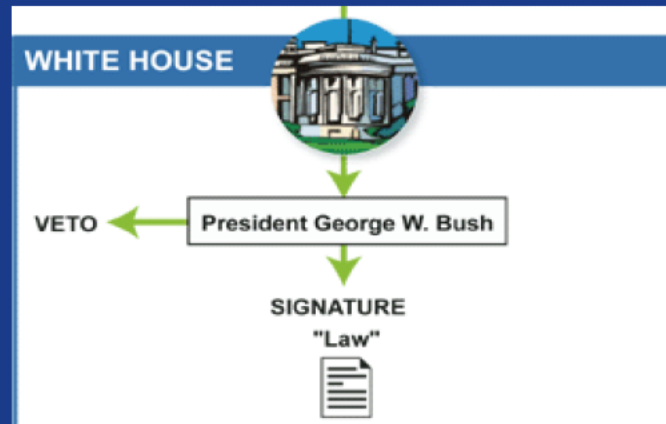 WHITE HOUSE
VETO
President George W. Bush
SIGNATURE
"Law"